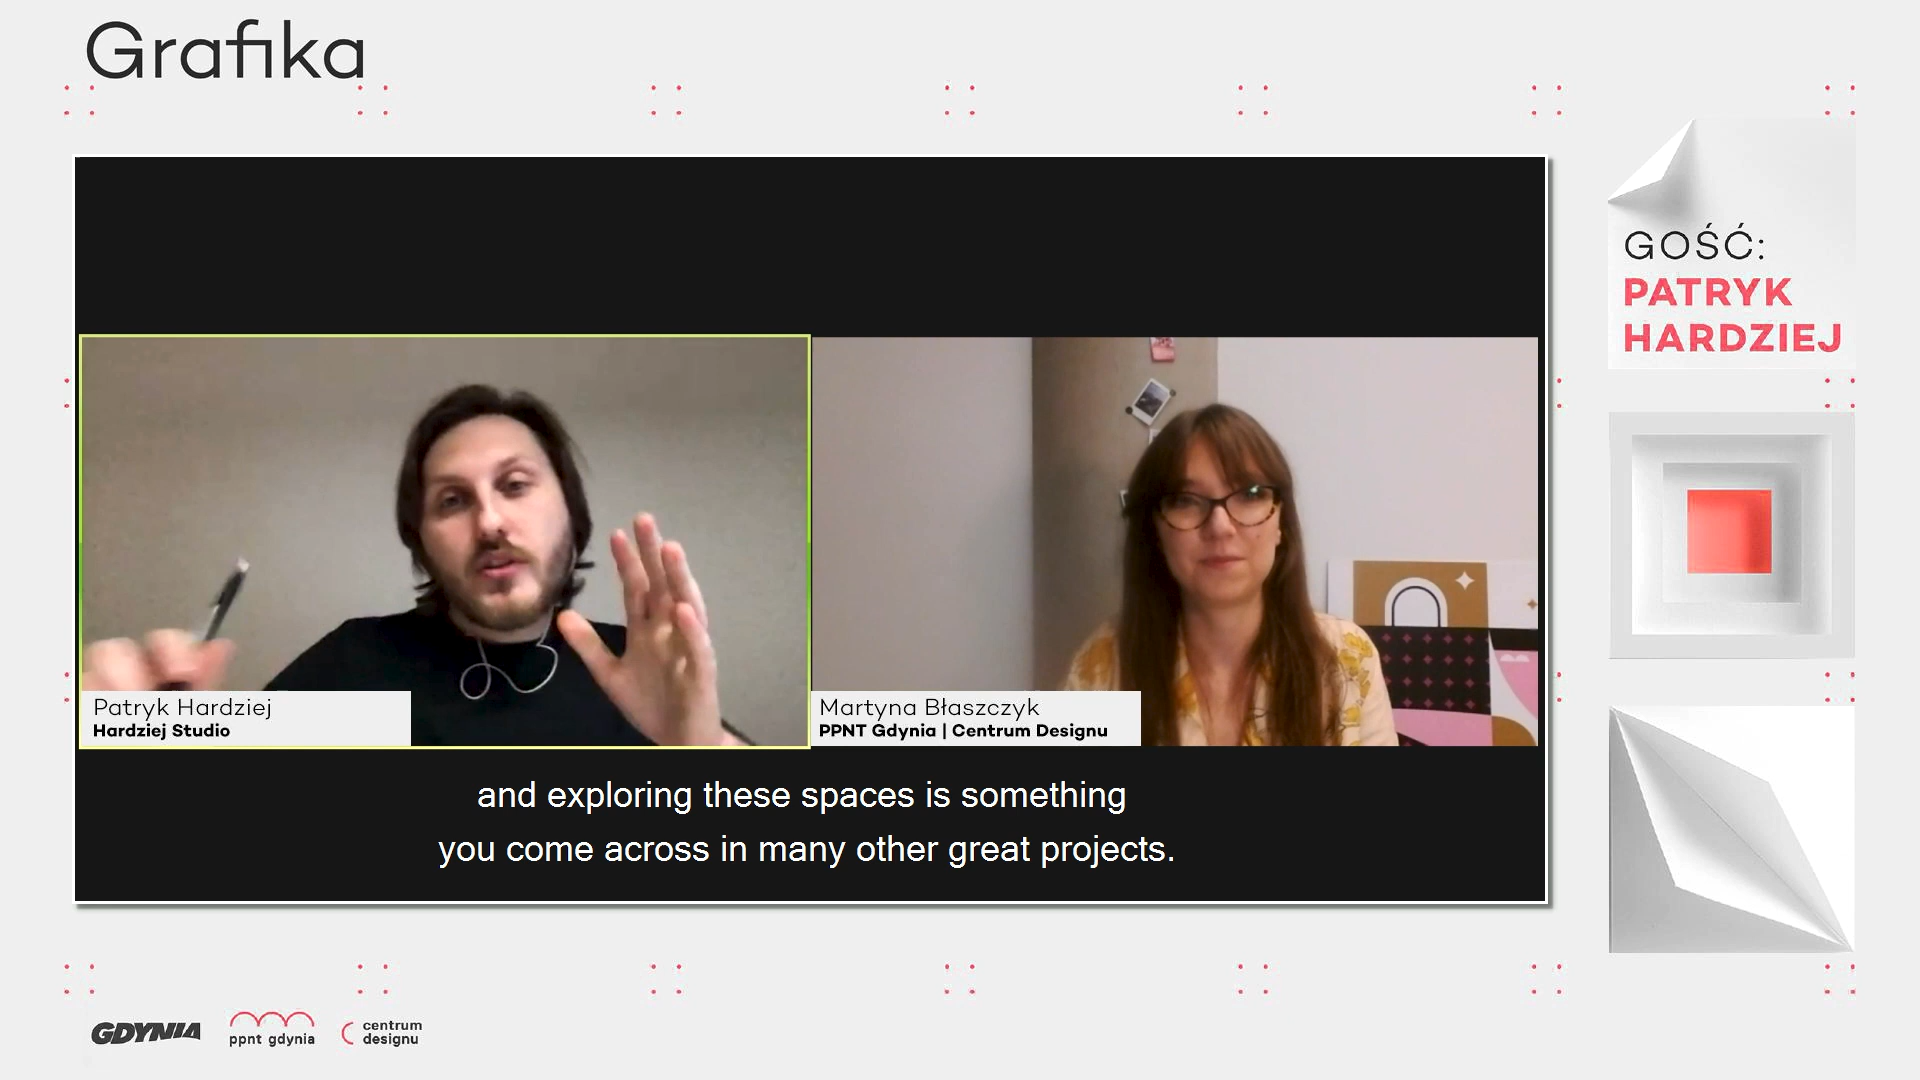 Grafika
GOŚĆ:
PATRYK
HARDZIEJ
Patryk Hardziej
Hardziej Studio
Martyna Błaszczyk
PPNT Gdynia | Centrum Designu
and exploring these spaces is something
you come across in many other great projects.
GDYNIA
ppnt gdynia
centrum
designu